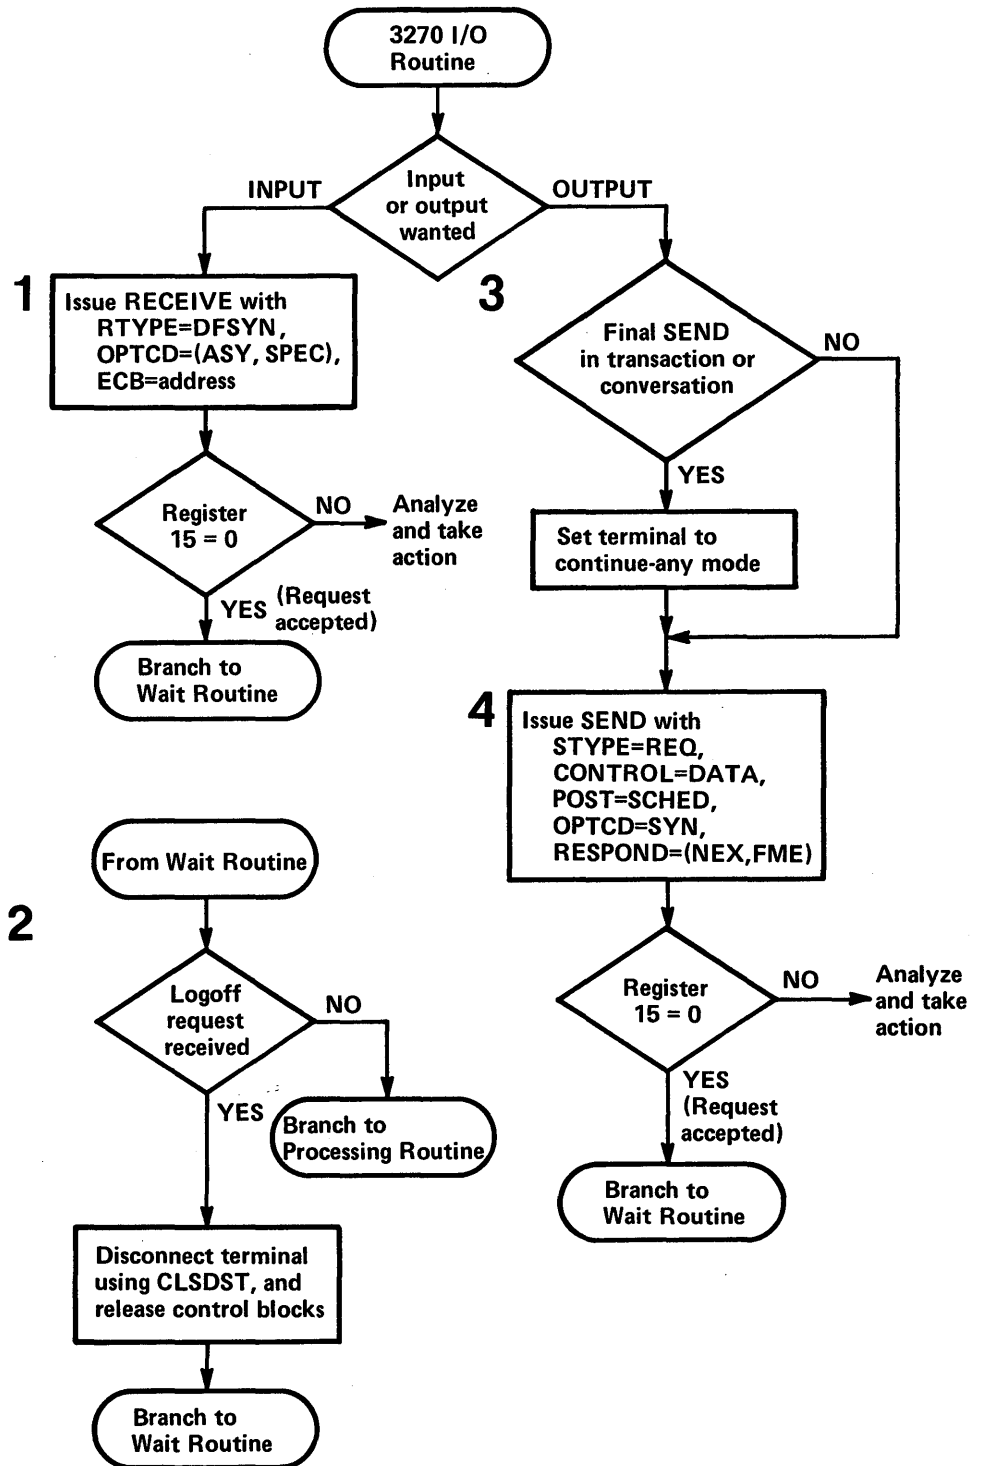 3270 I/O
Routine
Input
or output
wanted
INPUT
OUTPUT
1
Issue RECEIVE with
RTYPE=DFSYN,
OPTCD=(ASY, SPEC),
ECB=address
Register
15 = 0
NO
Analyze
and take
action
YES
(Request
accepted)
Branch to
Wait Routine
2
From Wait Routine
Logoff
request
received
NO
YES
Branch to
Processing Routine
Disconnect terminal
using CLSDST, and
release control blocks
Branch to
Wait Routine
3
Final SEND
in transaction or
conversation
NO
YES
Set terminal to
continue-any mode
4
Issue SEND with
STYPE=REQ,
CONTROL=DATA,
POST=SCHED,
OPTCD=SYN,
RESPOND=(NEX,FME)
Register
15 = 0
NO
Analyze
and take
action
YES
(Request
accepted)
Branch to
Wait Routine